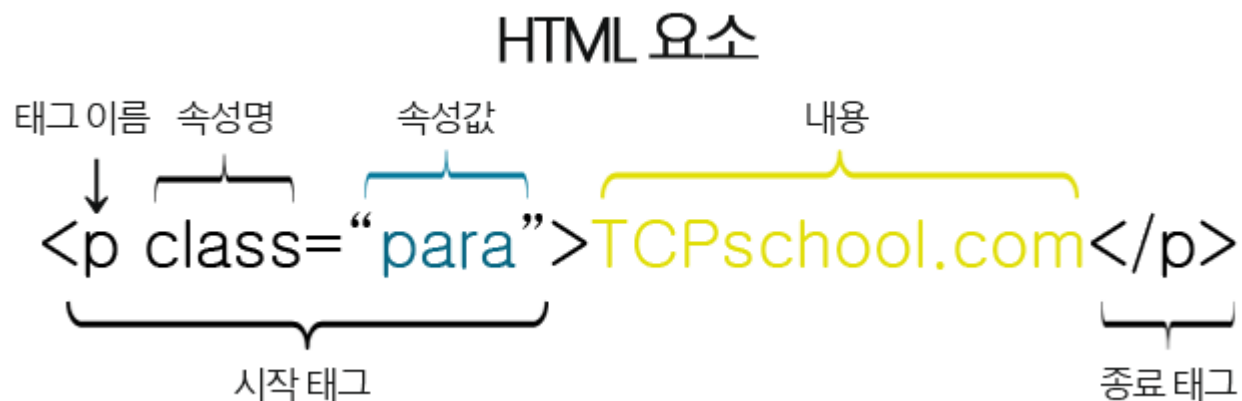 HTML 요소
태그 이름 속성명 속성값 내용
<p class=“para”>TCPschool.com</p>
시작 태그 종료 태그